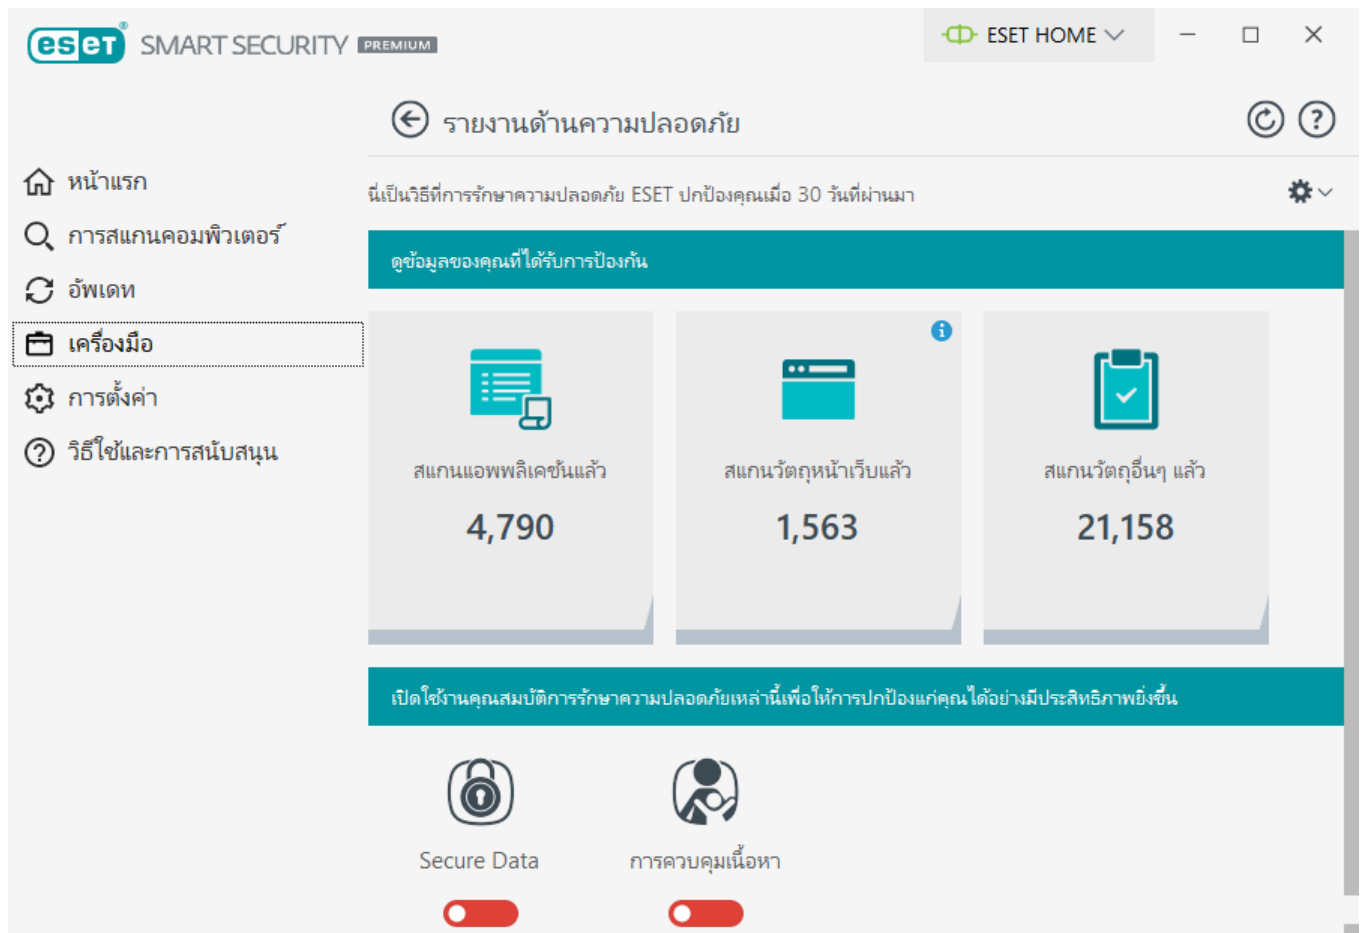 eset® SMART SECURITY PREMIUM
ESET HOME
รายงานด้านความปลอดภัย
หน้าแรก
การสแกนคอมพิวเตอร์
อัพเดท
เครื่องมือ
การตั้งค่า
วิธีใช้และการสนับสนุน
นี่เป็นวิธีที่การรักษาความปลอดภัย ESET ปกป้องคุณเมื่อ 30 วันที่ผ่านมา
ดูข้อมูลของคุณที่ได้รับการป้องกัน
สแกนแอพพลิเคชันแล้ว
4,790
สแกนวัตถุหน้าเว็บแล้ว
1,563
สแกนวัตถุอื่นๆ แล้ว
21,158
เปิดใช้งานคุณสมบัติการรักษาความปลอดภัยเหล่านี้เพื่อให้การปกป้องแก่คุณได้อย่างมีประสิทธิภาพยิ่งขึ้น
Secure Data
การควบคุมเนื้อหา